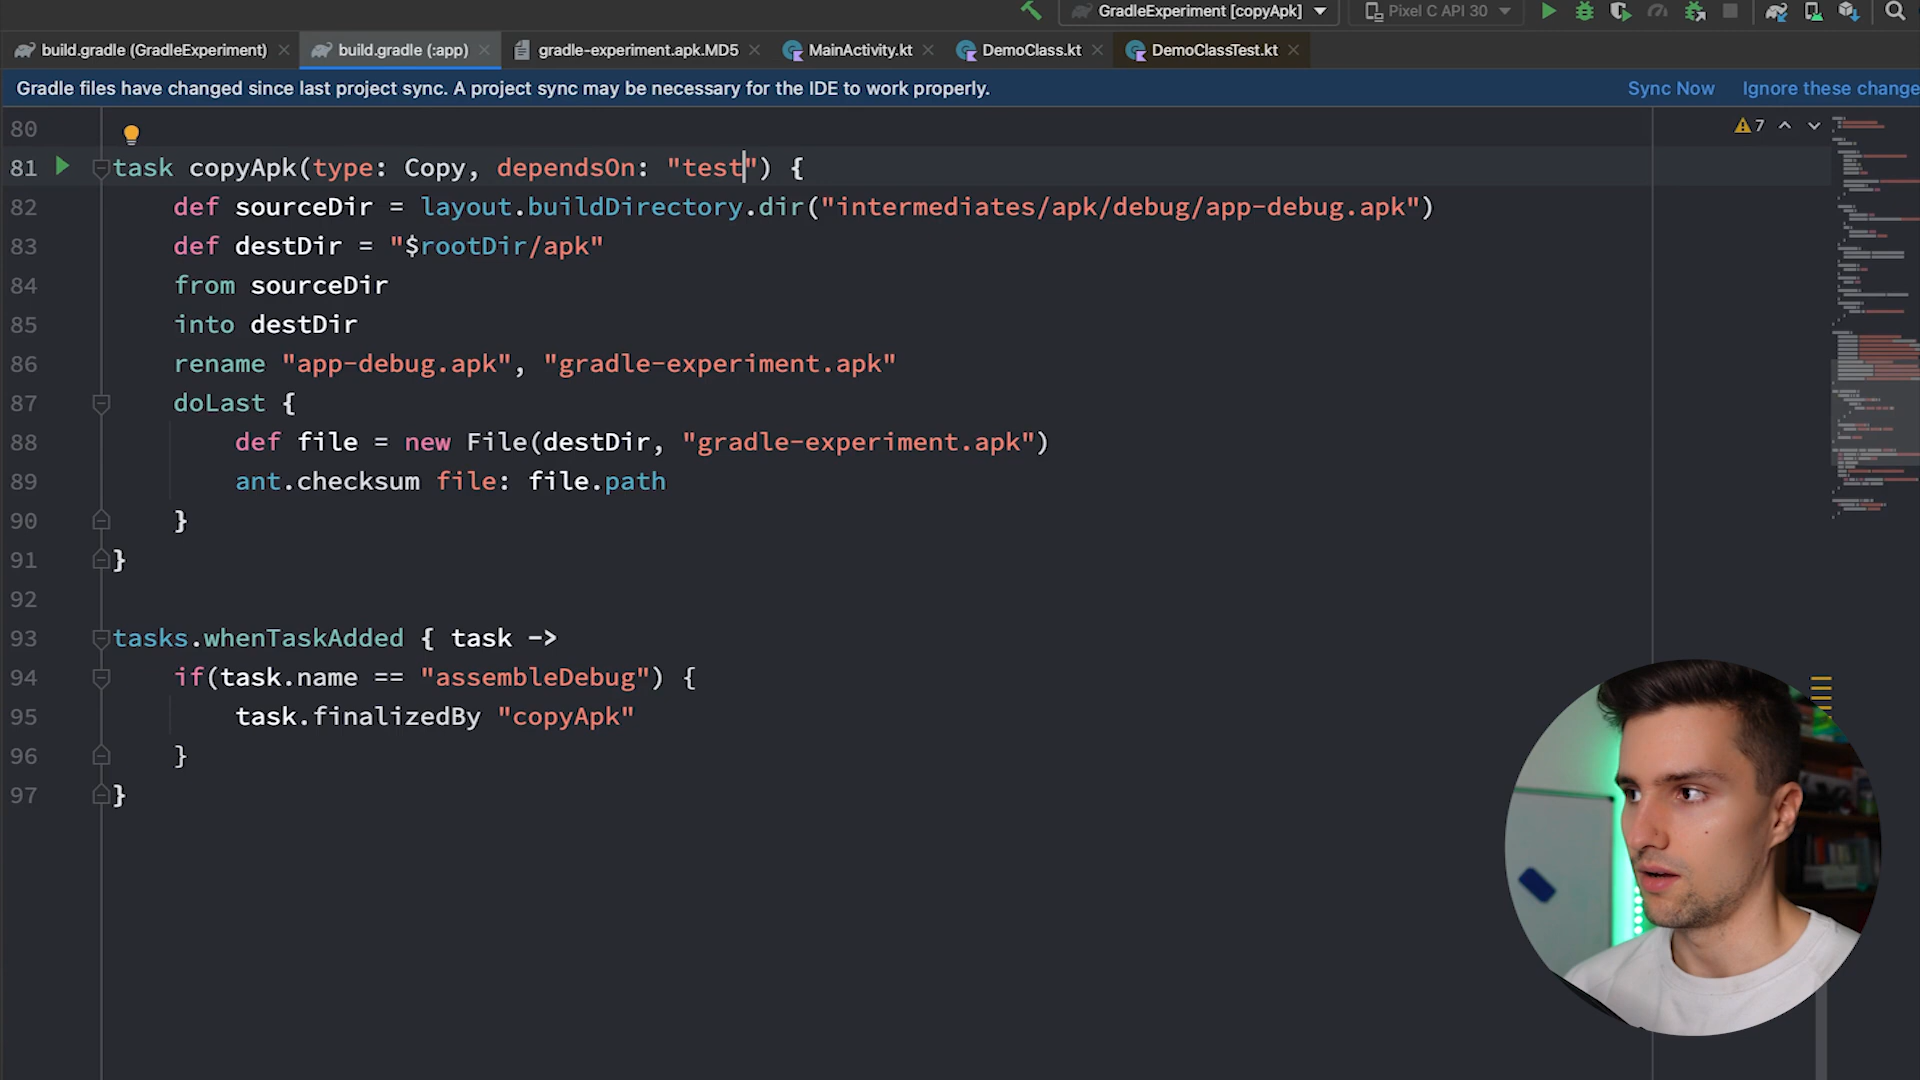 GradleExperiment [copyApk] Pixel C API 30
build.gradle (GradleExperiment) build.gradle (:app) gradle-experiment.apk.MD5 MainActivity.kt DemoClass.kt DemoClassTest.kt
Gradle files have changed since last project sync. A project sync may be necessary for the IDE to work properly. Sync Now Ignore these change
80 7
81 task copyApk(type: Copy, dependsOn: "test") {
82 def sourceDir = layout.buildDirectory.dir("intermediates/apk/debug/app-debug.apk")
83 def destDir = "$rootDir/apk"
84 from sourceDir
85 into destDir
86 rename "app-debug.apk", "gradle-experiment.apk"
87 doLast {
88 def file = new File(destDir, "gradle-experiment.apk")
89 ant.checksum file: file.path
90 }
91 }
92
93 tasks.whenTaskAdded { task ->
94 if(task.name == "assembleDebug") {
95 task.finalizedBy "copyApk"
96 }
97 }